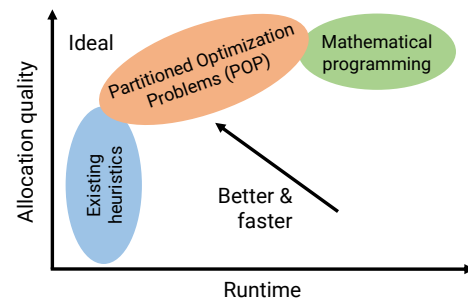 Allocation quality
Ideal
Partitioned Optimization
Problems (POP)
Mathematical
programming
Existing
heuristics
Better &
faster
Runtime